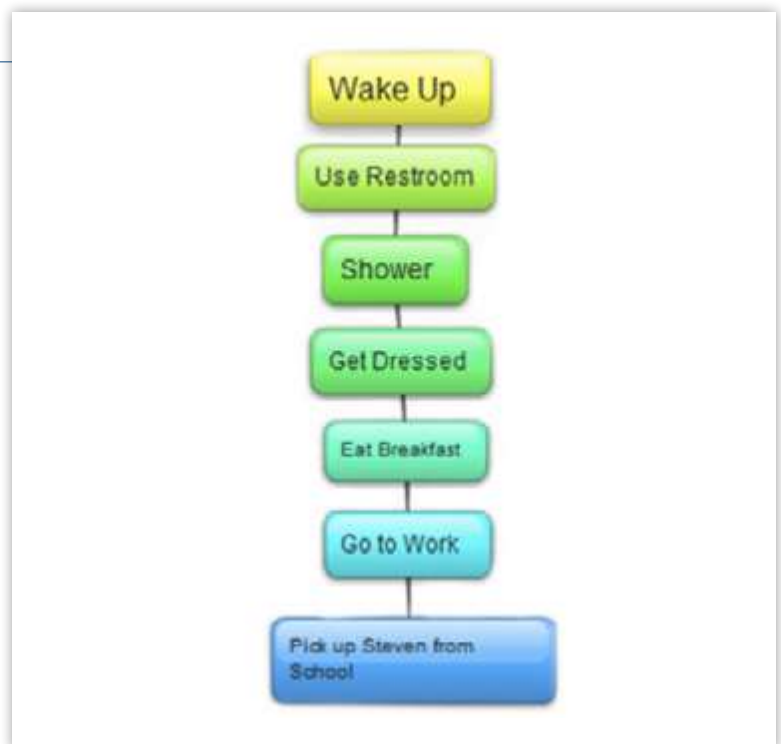 Wake Up
Use Restroom
Shower
Get Dressed
Eat Breakfast
Go to Work
Pick up Steven from
School